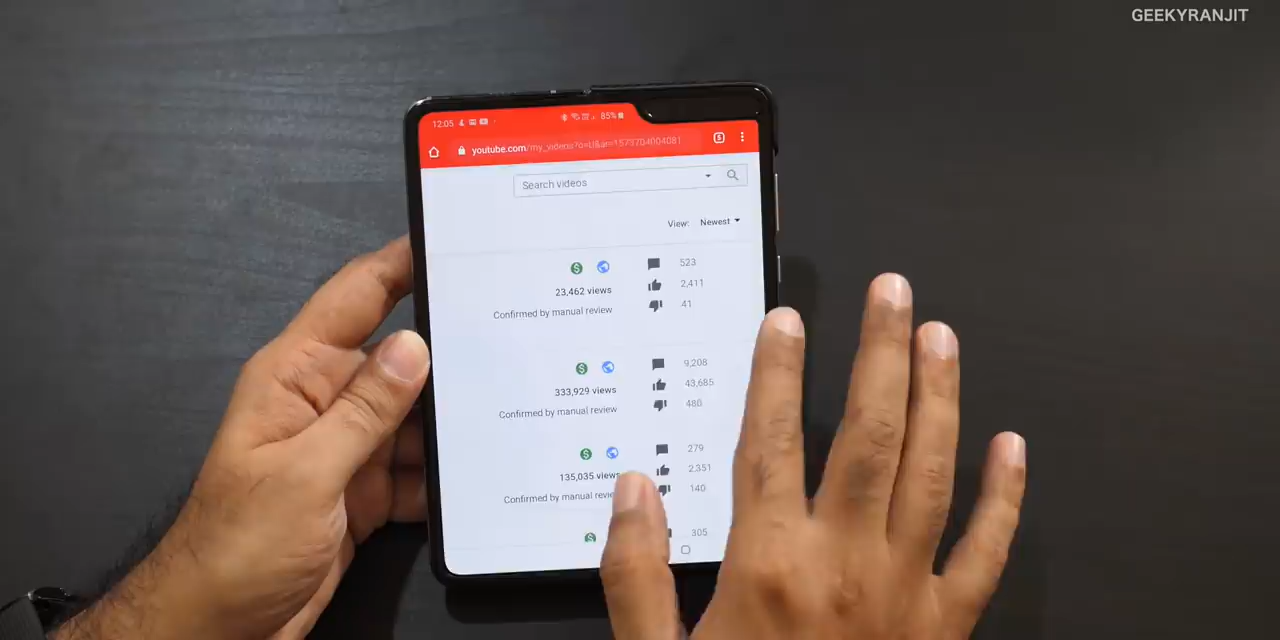 GEEKYRANJIT
12:05
85%
youtube.com/my_videos?o=U&ar=1573704004081
Search videos
View: Newest
523
23,462 views
2,411
Confirmed by manual review
41
9,208
333,929 views
43,685
Confirmed by manual review
480
279
135,035 views
2,351
Confirmed by manual review
140
305